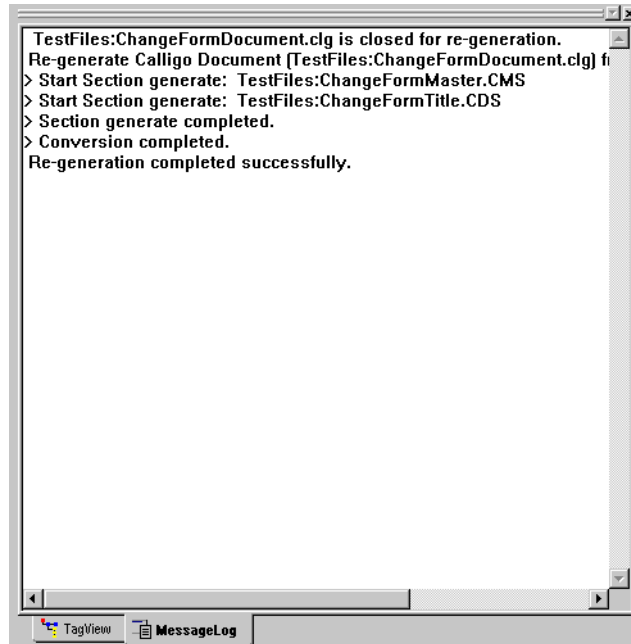 TestFiles:ChangeFormDocument.clg is closed for re-generation.
Re-generate Calligo Document (TestFiles:ChangeFormDocument.clg)
> Start Section generate:  TestFiles:ChangeFormMaster.CMS
> Start Section generate:  TestFiles:ChangeFormTitle.CDS
> Section generate completed.
> Conversion completed.
Re-generation completed successfully.
TagView MessageLog